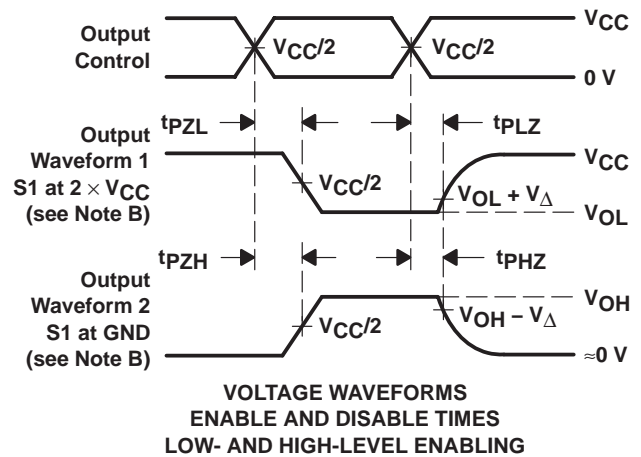 Output
Control
VCC/2
VCC/2
VCC
0 V
tPZL
tPLZ
Output
Waveform 1
S1 at 2 × VCC
(see Note B)
VCC/2
VCC
VOL + VΔ
VOL
tPZH
tPHZ
Output
Waveform 2
S1 at GND
(see Note B)
VCC/2
VOH
VOH − VΔ
≈0 V
VOLTAGE WAVEFORMS
ENABLE AND DISABLE TIMES
LOW- AND HIGH-LEVEL ENABLING